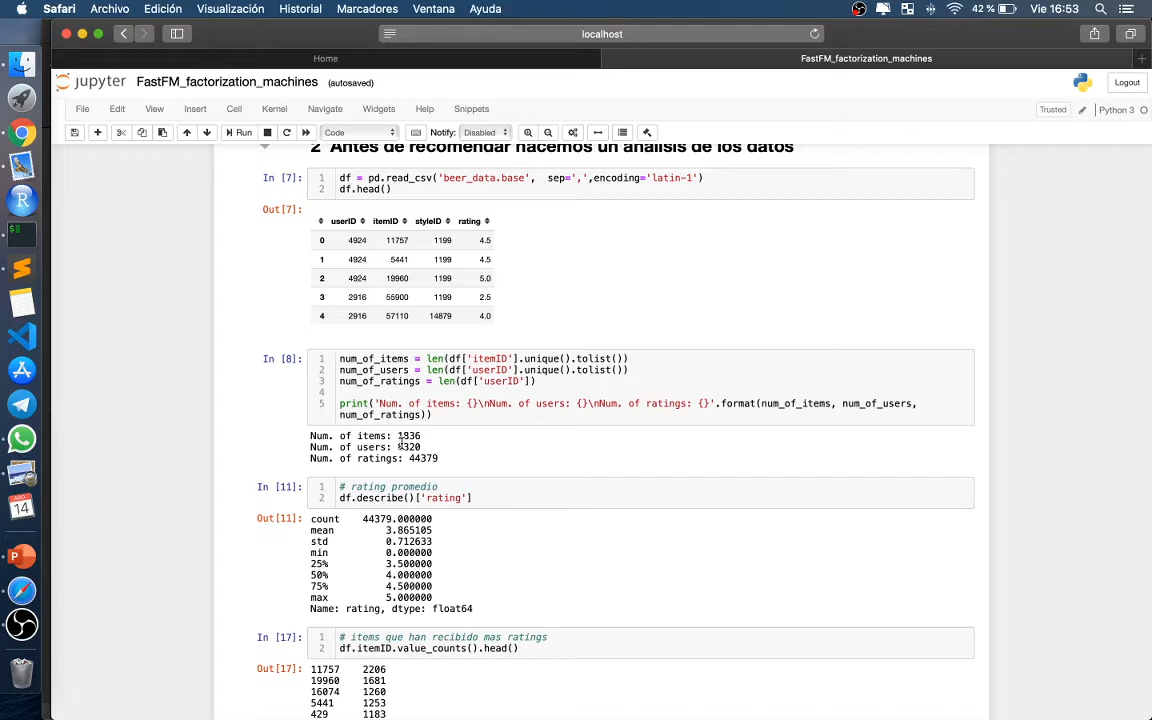 Safari Archivo Edición Visualización Historial Marcadores Ventana Ayuda 42 % Vie 16:53
localhost
Home FastFM_factorization_machines
jupyter FastFM_factorization_machines (autosaved) Logout
File Edit View Insert Cell Kernel Navigate Widgets Help Snippets Trusted Python 3
Run Code Notify: Disabled
2 Antes de recomendar hacemos un análisis de los datos
In [7]: 1 df = pd.read_csv('beer_data.base', sep=',',encoding='latin-1')
2 df.head()
Out[7]:
userID itemID styleID rating
0 4924 11757 1199 4.5
1 4924 5441 1199 4.5
2 4924 19960 1199 5.0
3 2916 55900 1199 2.5
4 2916 57110 14879 4.0
In [8]: 1 num_of_items = len(df['itemID'].unique().tolist())
2 num_of_users = len(df['userID'].unique().tolist())
3 num_of_ratings = len(df['userID'])
4
5 print('Num. of items: {}\nNum. of users: {}\nNum. of ratings: {}'.format(num_of_items, num_of_users,
num_of_ratings))
Num. of items: 1836
Num. of users:
Num. of ratings: 44379
In [11]: 1 # rating promedio
2 df.describe()['rating']
Out[11]: count 44379.000000
mean 3.865105
std 0.712633
min 0.000000
25% 3.500000
50% 4.000000
75% 4.500000
max 5.000000
Name: rating, dtype: float64
In [17]: 1 # items que han recibido mas ratings
2 df.itemID.value_counts().head()
Out[17]: 11757 2206
19960 1681
16074 1260
5441 1253
429 1183
AGO
14